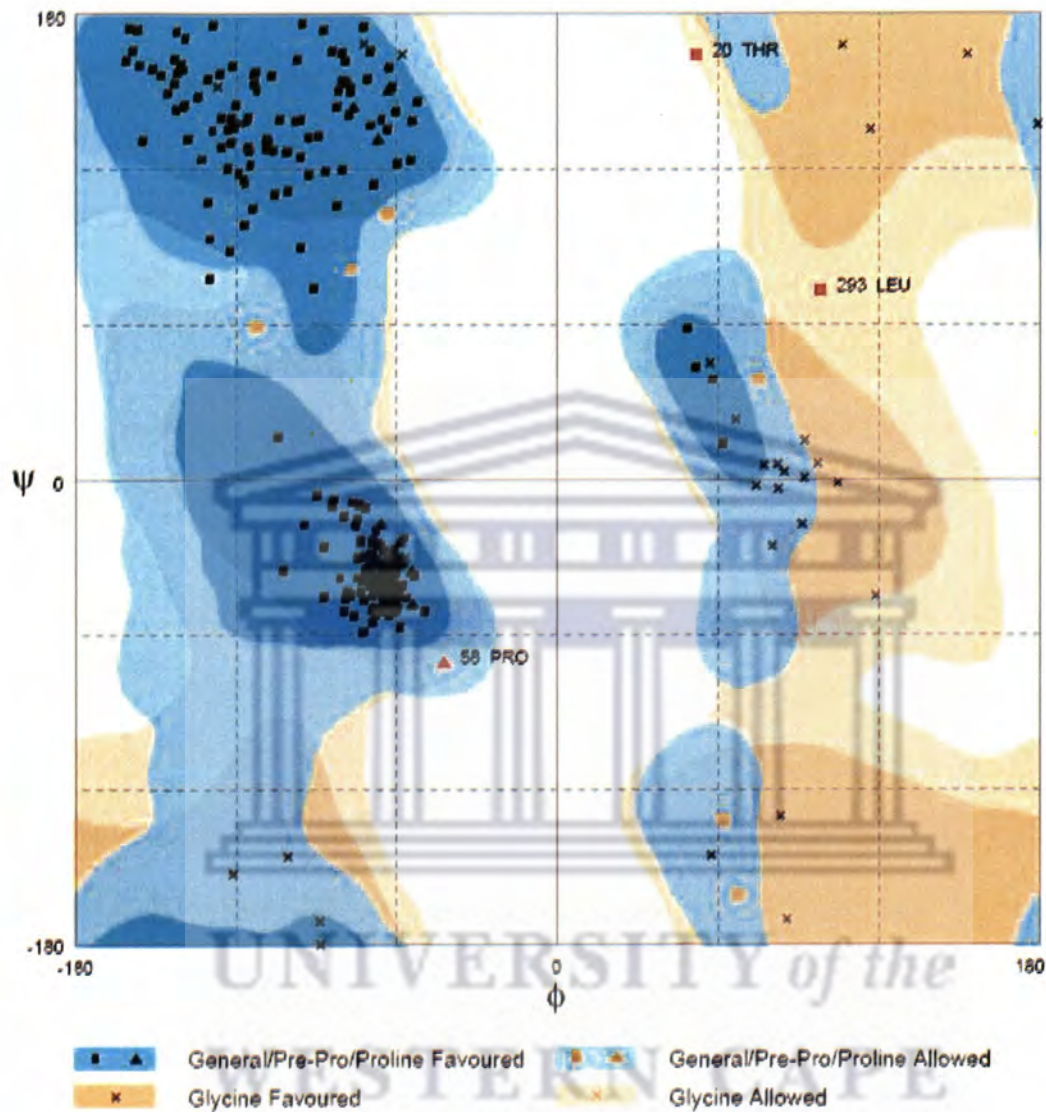 180
20 THR
293 LEU
ψ
0
58 PRO
-180
-180
0
180
ϕ
UNIVERSITY of the
WESTERN CAPE
General/Pre-Pro/Proline Favoured
General/Pre-Pro/Proline Allowed
Glycine Favoured
Glycine Allowed